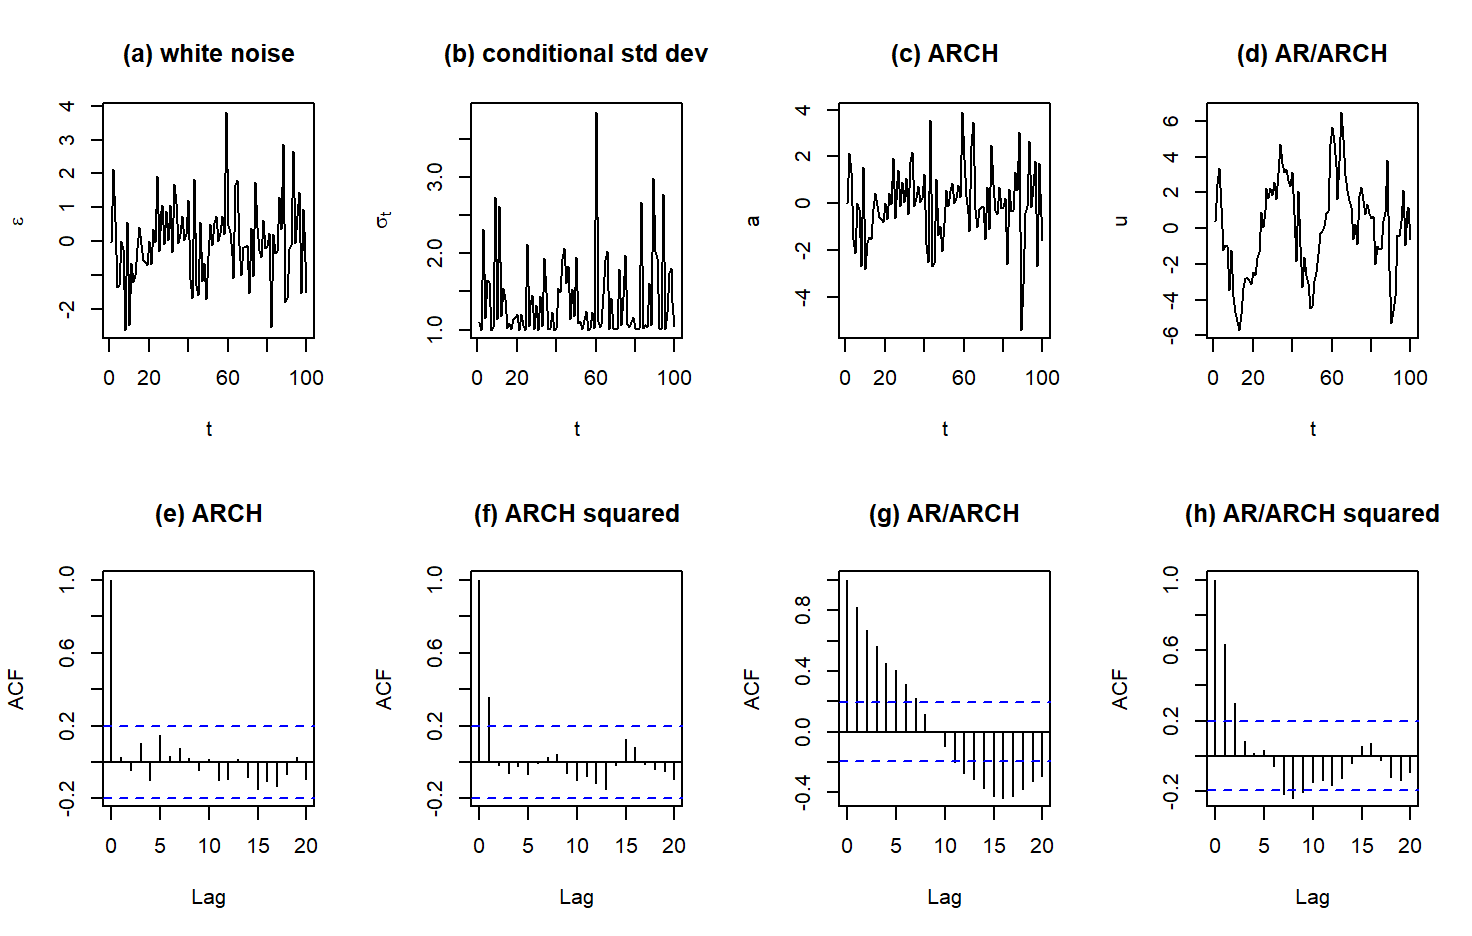 (a) white noise
ε
4
3
2
1
0
-2
0 20 60 100
t
(b) conditional std dev
σt
3.0
2.0
1.0
0 20 60 100
t
(c) ARCH
a
4
2
0
-2
-4
0 20 60 100
t
(d) AR/ARCH
u
6
4
2
0
-2
-4
-6
0 20 60 100
t
(e) ARCH
ACF
1.0
0.6
0.2
-0.2
0 5 10 15 20
Lag
(f) ARCH squared
ACF
1.0
0.6
0.2
-0.2
0 5 10 15 20
Lag
(g) AR/ARCH
ACF
0.8
0.4
0.0
-0.4
0 5 10 15 20
Lag
(h) AR/ARCH squared
ACF
1.0
0.6
0.2
-0.2
0 5 10 15 20
Lag